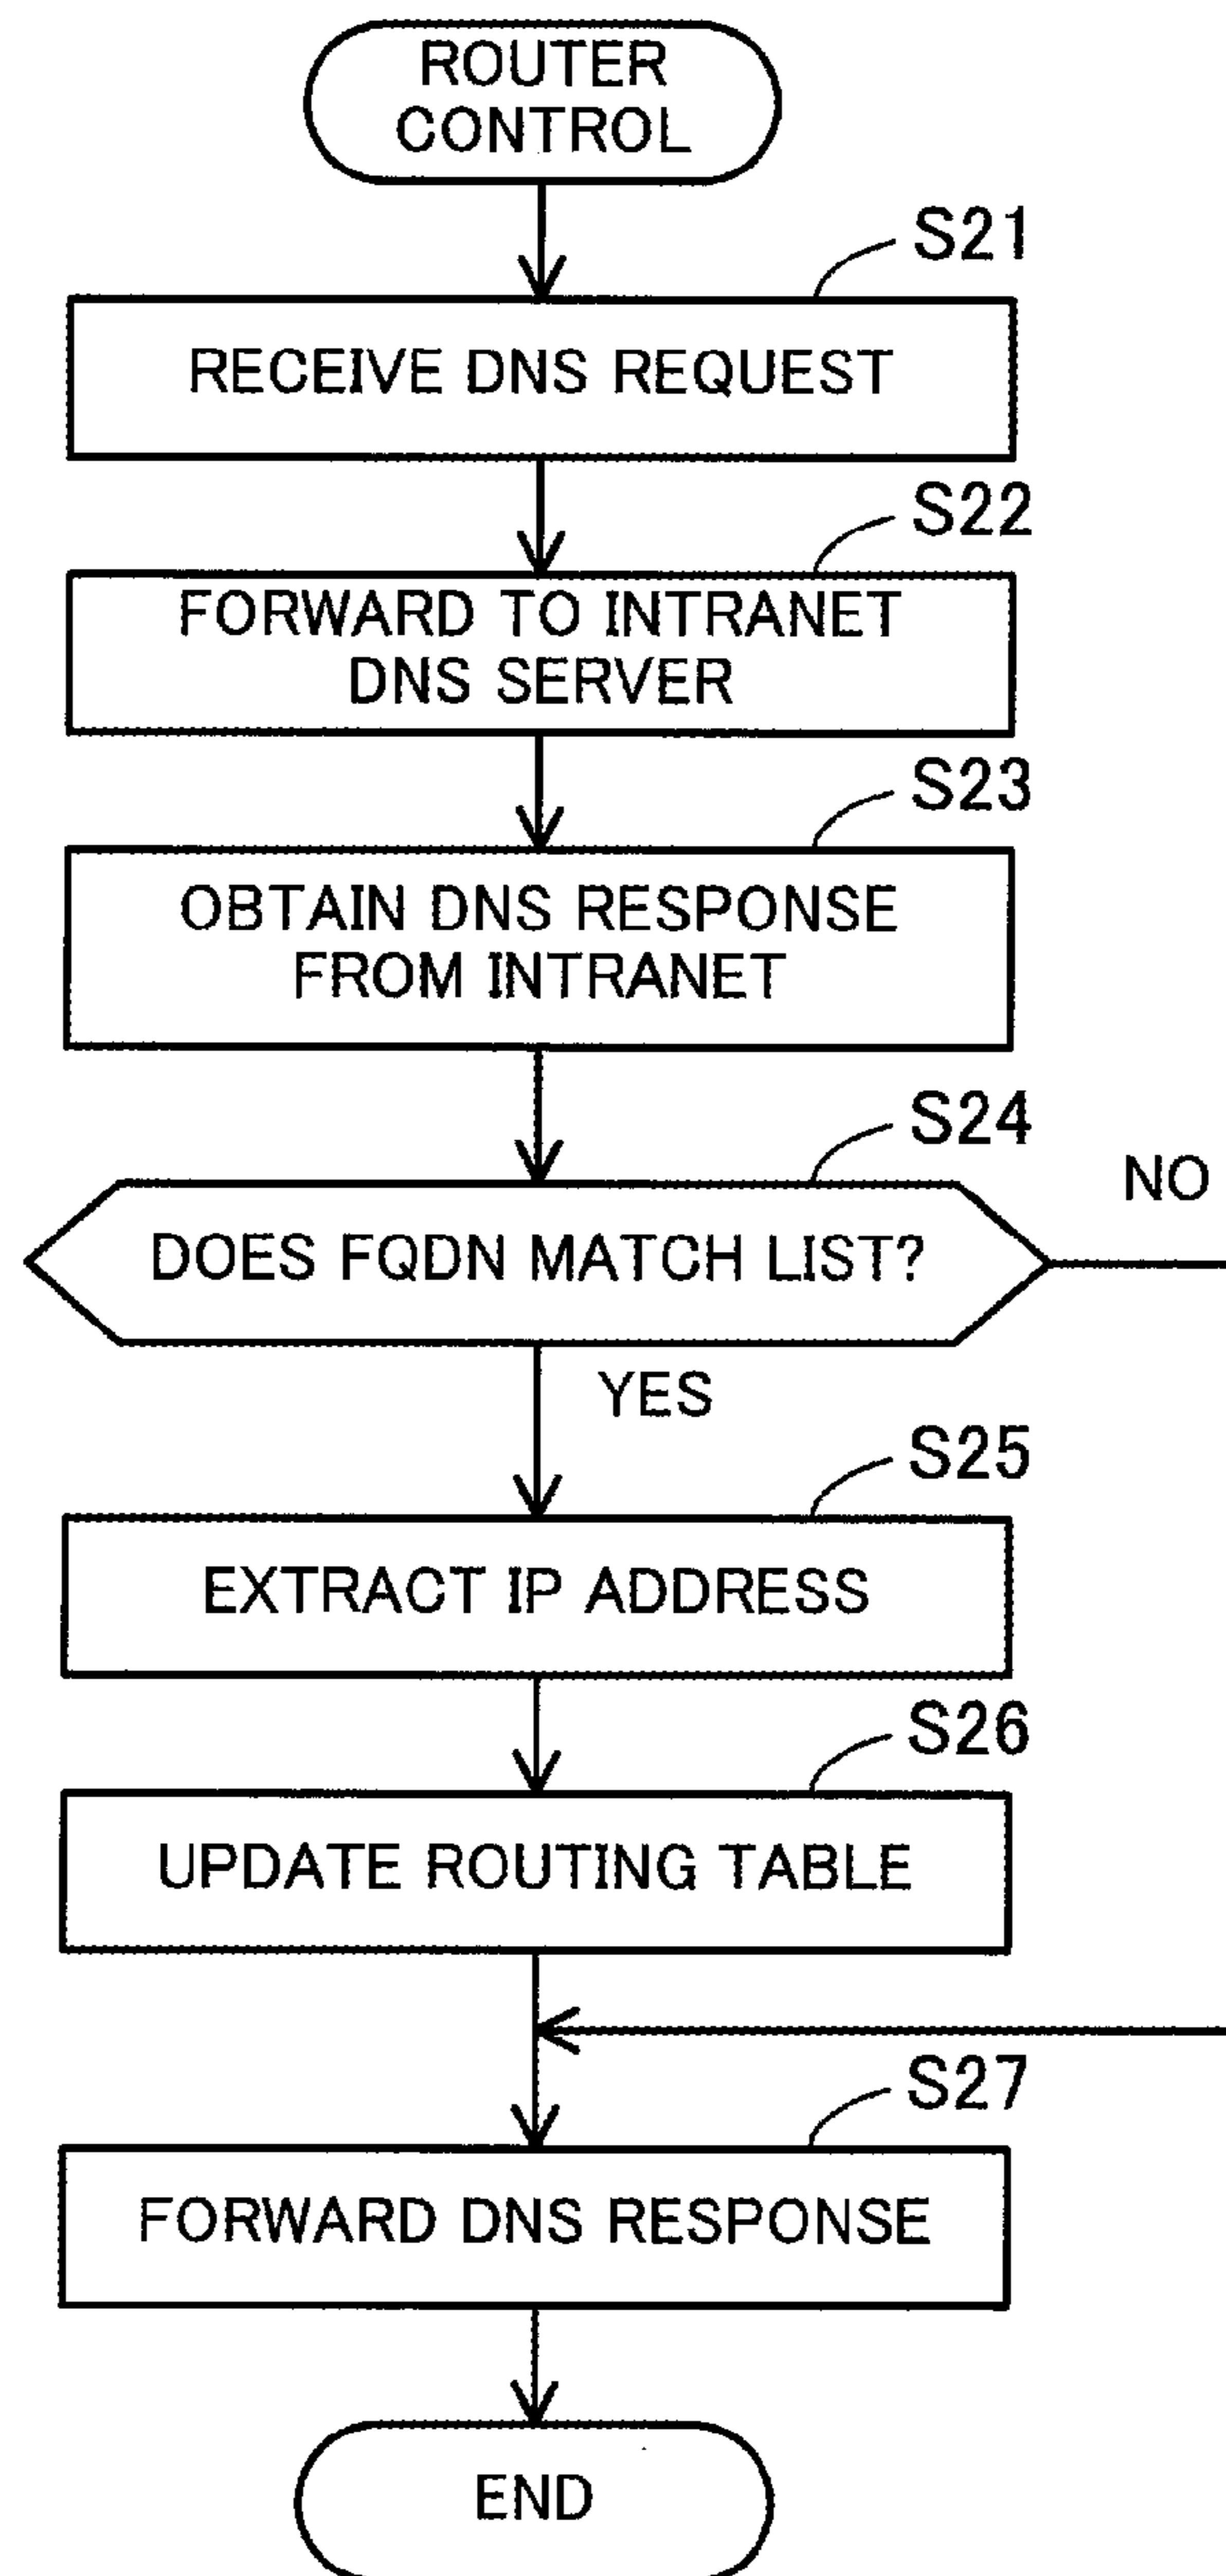 ROUTER
CONTROL
S21
RECEIVE DNS REQUEST
S22
FORWARD TO INTRANET
DNS SERVER
S23
OBTAIN DNS RESPONSE
FROM INTRANET
S24
NO
DOES FQDN MATCH LIST?
YES
S25
EXTRACT IP ADDRESS
S26
UPDATE ROUTING TABLE
S27
FORWARD DNS RESPONSE
END